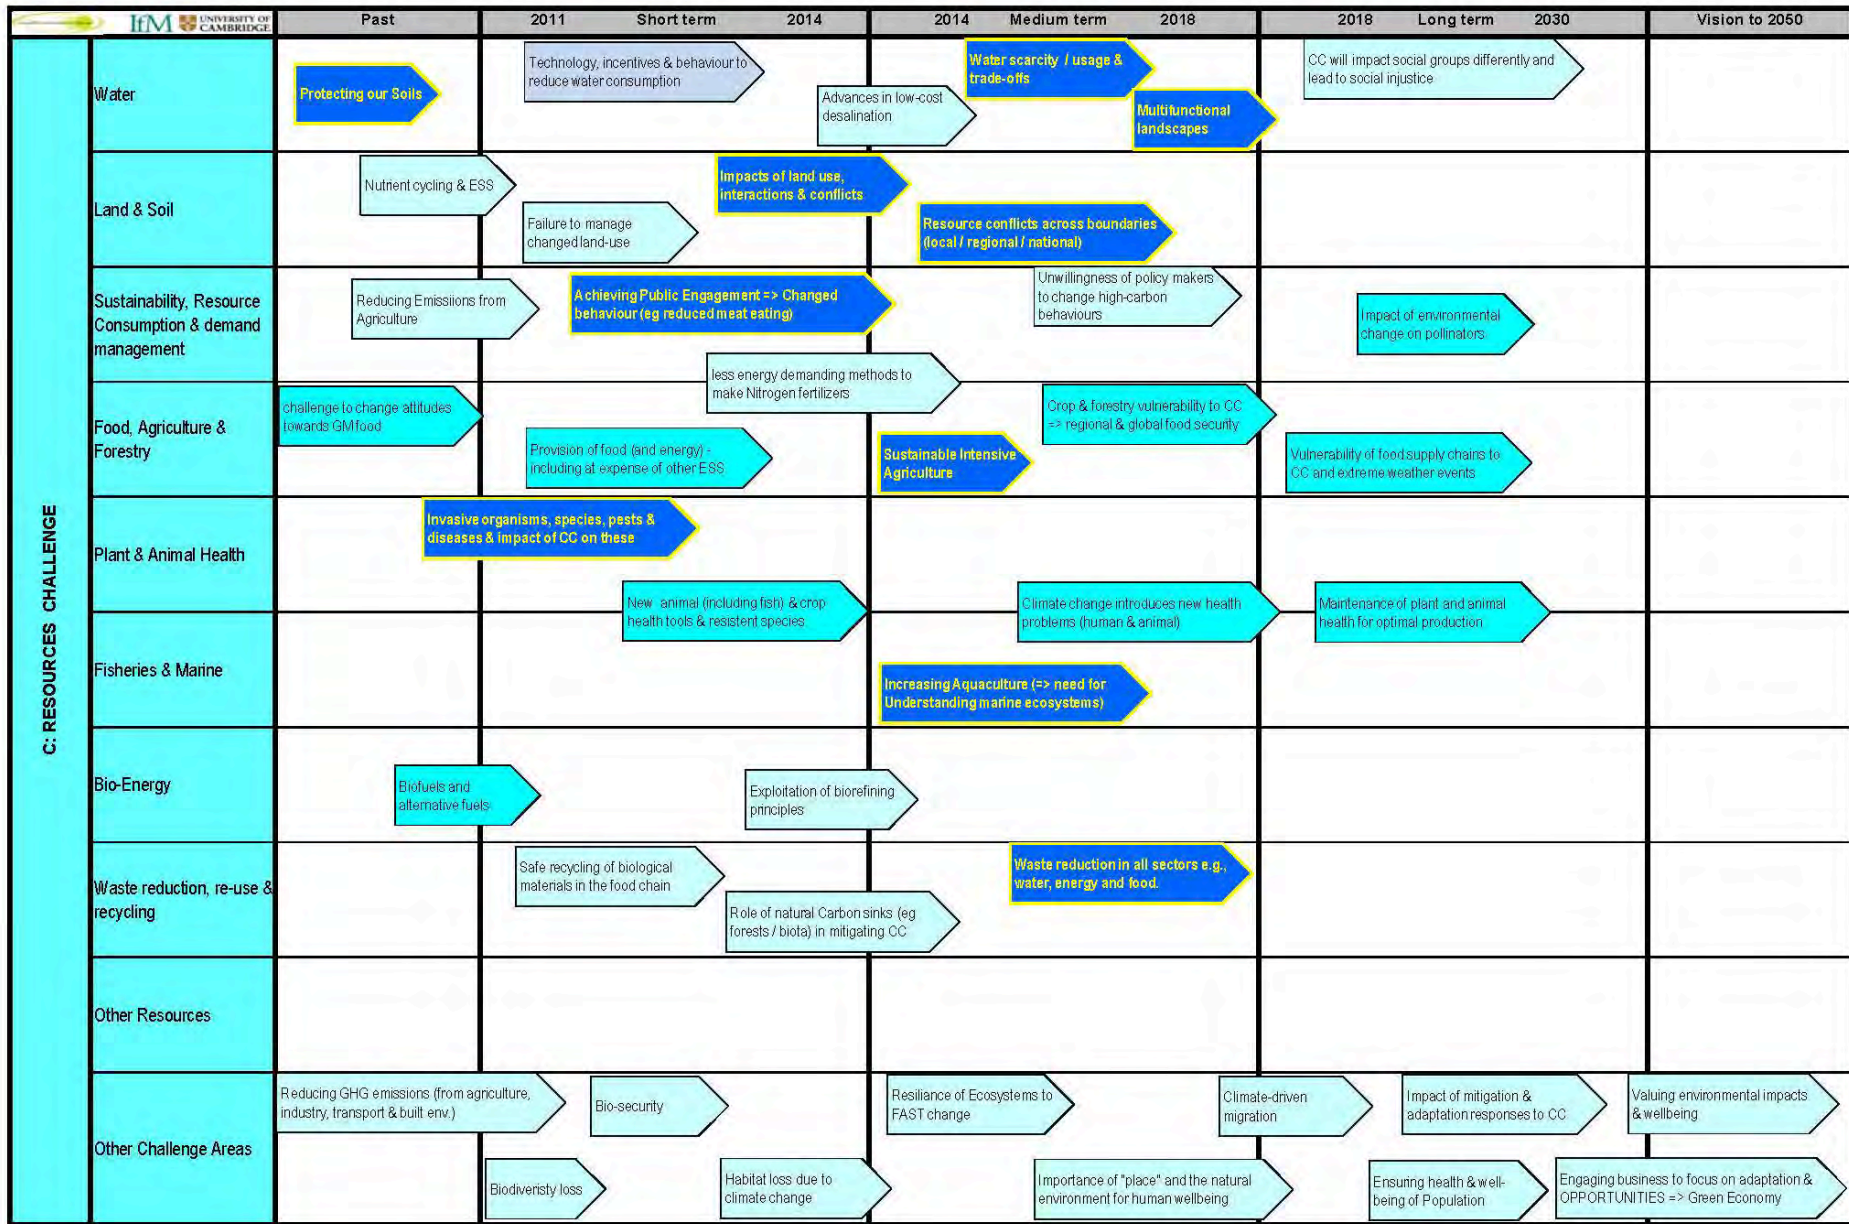 IfM UNIVERSITY OF
CAMBRIDGE
Past
2011 Short term 2014
2014 Medium term 2018
2018 Long term 2030
Vision to 2050
C: RESOURCES CHALLENGE
Water
Protecting our Soils
Technology, incentives & behaviour to
reduce water consumption
Advances in low-cost
desalination
Water scarcity / usage &
trade-offs
Multifunctional
landscapes
CC will impact social groups differently and
lead to social injustice
Land & Soil
Nutrient cycling & ESS
Failure to manage
changed land-use
Impacts of land use,
interactions & conflicts
Resource conflicts across boundaries
(local / regional / national)
Sustainability, Resource
Consumption & demand
management
Reducing Emissiions from
Agriculture
Achieving Public Engagement => Changed
behaviour (eg reduced meat eating)
less energy demanding methods to
make Nitrogen fertilizers
Unwillingness of policy makers
to change high-carbon
behaviours
Impact of environmental
change on pollinators
Food, Agriculture &
Forestry
challenge to change attitudes
towards GM food
Provision of food (and energy) -
including at expense of other ESS
Sustainable Intensive
Agriculture
Crop & forestry vulnerability to CC
=> regional & global food security
Vulnerability of food supply chains to
CC and extreme weather events
Plant & Animal Health
Invasive organisms, species, pests &
diseases & impact of CC on these
New animal (including fish) & crop
health tools & resistent species
Climate change introduces new health
problems (human & animal)
Maintenance of plant and animal
health for optimal production
Fisheries & Marine
Increasing Aquaculture (=> need for
Understanding marine ecosystems)
Bio-Energy
Biofuels and
alternative fuels
Exploitation of biorefining
principles
Waste reduction, re-use &
recycling
Safe recycling of biological
materials in the food chain
Role of natural Carbon sinks (eg
forests / biota) in mitigating CC
Waste reduction in all sectors e.g.,
water, energy and food.
Other Resources
Other Challenge Areas
Reducing GHG emissions (from agriculture,
industry, transport & built env.)
Bio-security
Resiliance of Ecosystems to
FAST change
Climate-driven
migration
Impact of mitigation &
adaptation responses to CC
Valuing environmental impacts
& wellbeing
Biodiveristy loss
Habitat loss due to
climate change
Importance of "place" and the natural
environment for human wellbeing
Ensuring health & well-
being of Population
Engaging business to focus on adaptation &
OPPORTUNITIES => Green Economy